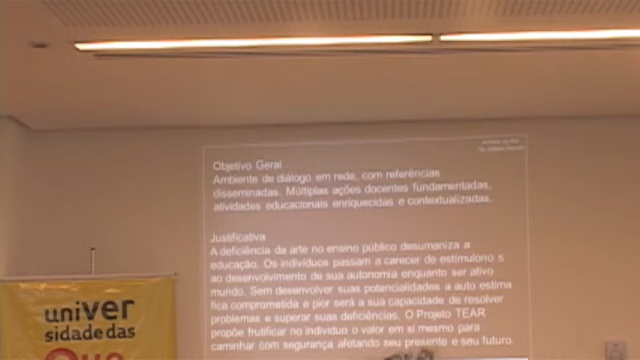 Objetivo Geral
Ambiente de diálogo em rede, com referências
disseminadas. Múltiplas ações docentes fundamentadas,
atividades educacionais enriquecidas e contextualizadas.
Justificativa
A deficiência da arte no ensino público desumaniza a
educação. Os indivíduos passam a carecer de estímulono s
ao desenvolvimento de sua autonomia enquanto ser ativo
mundo. Sem desenvolver suas potencialidades a auto estima
fica comprometida e pior será a sua capacidade de resolver
problemas e superar suas deficiências. O Projeto TEAR
propõe frutificar no indivíduo o valor em si mesmo para
caminhar com segurança afetando seu presente e seu futuro.
uniVer
sidade das
Que